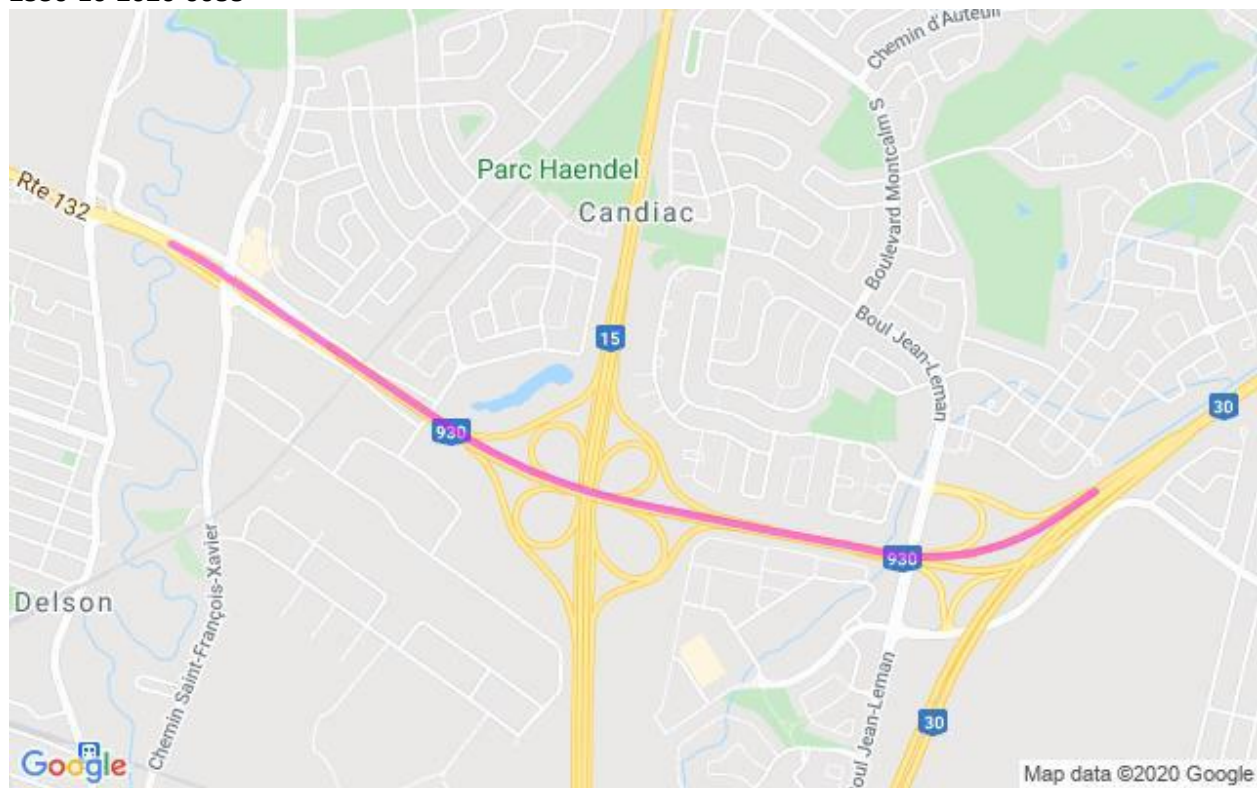 Chemin d'Auteuil
Boulevard Montcalm S
Parc Haendel
Rte 132
Candiac
15
Boul Jean-Leman
30
930
930
Delson
Chemin Saint-François-Xavier
30
Boul Jean-Leman
Google
Map data ©2020 Google